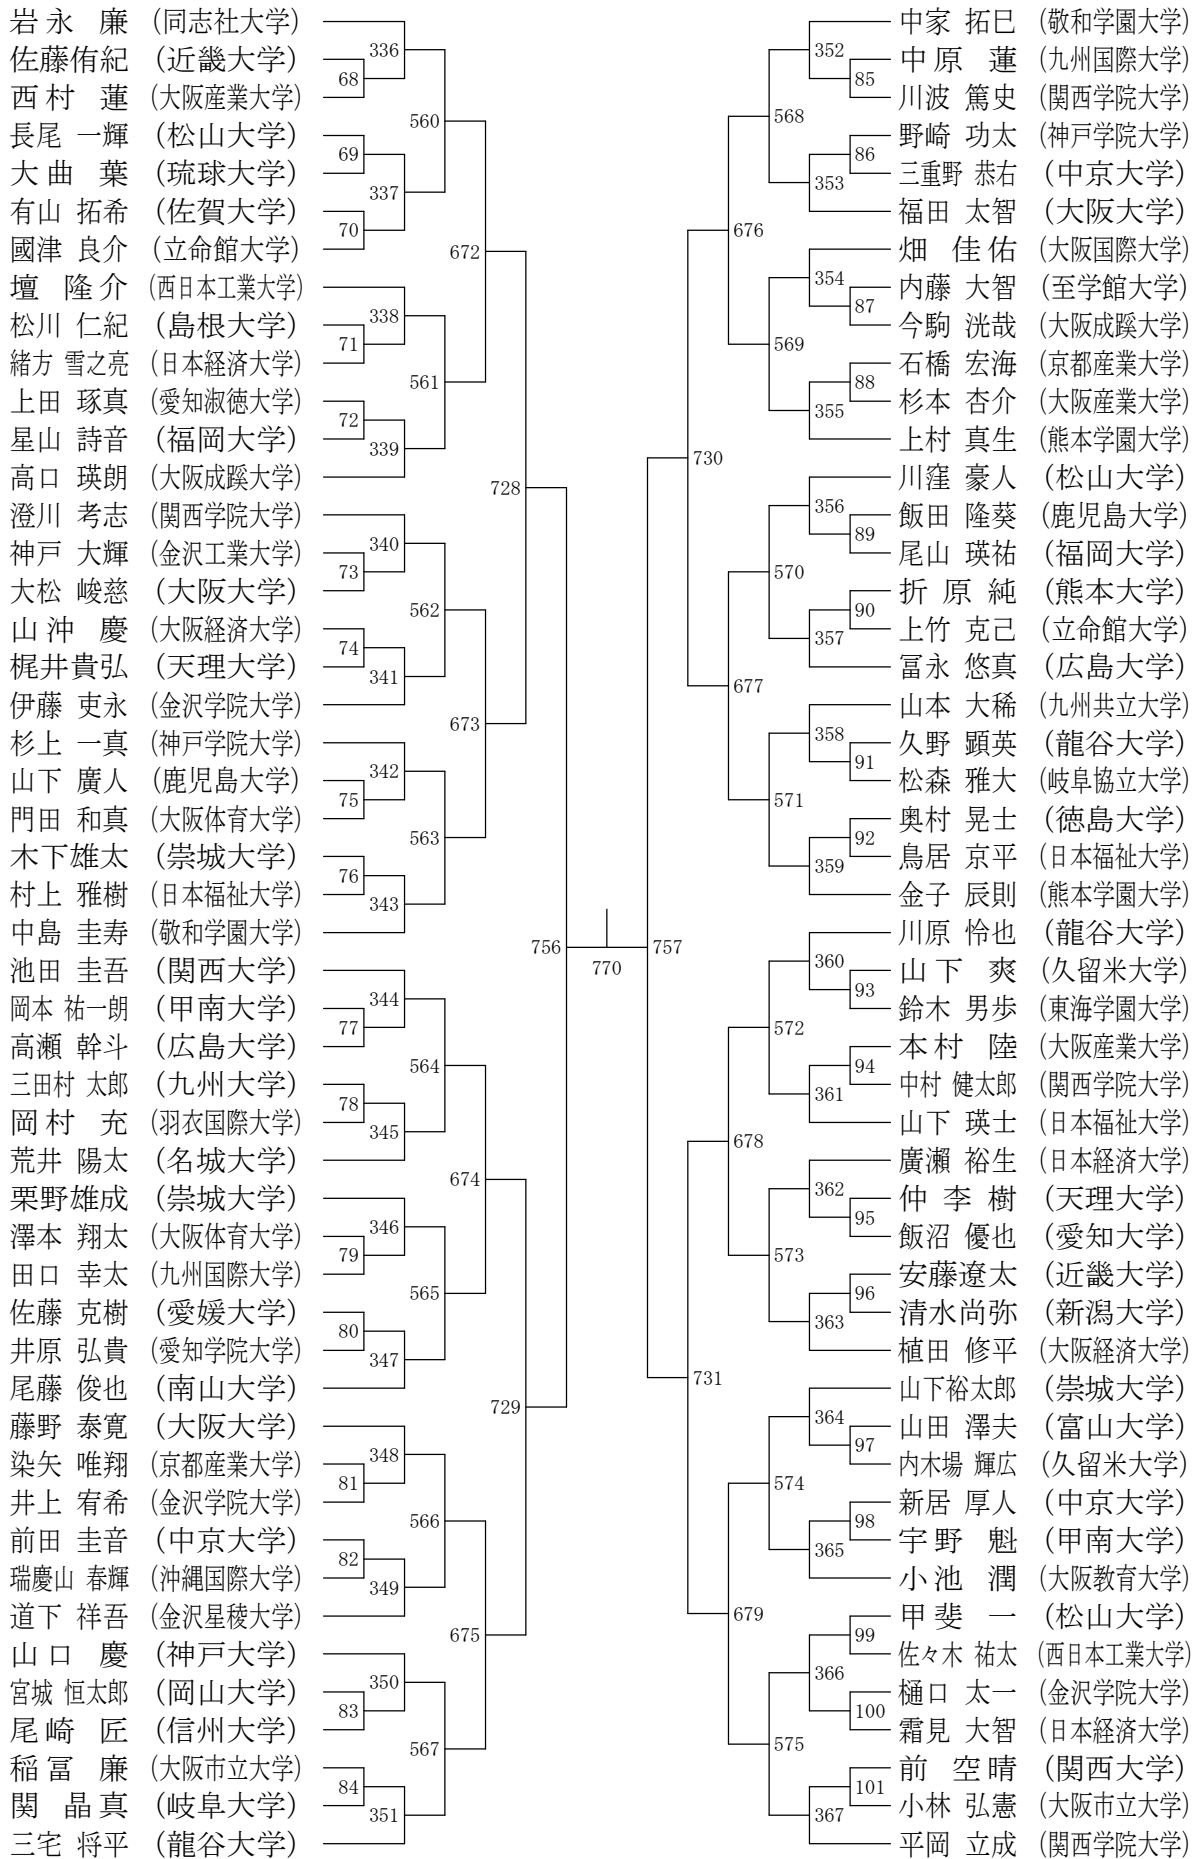 岩永 廉 (同志社大学)
佐藤侑紀 (近畿大学)
西村 蓮 (大阪産業大学)
長尾 一輝 (松山大学)
大曲 葉 (琉球大学)
有山 拓希 (佐賀大学)
國津 良介 (立命館大学)
壇 隆介 (西日本工業大学)
松川 仁紀 (島根大学)
緒方 雪之亮 (日本経済大学)
上田 琢真 (愛知淑徳大学)
星山 詩音 (福岡大学)
高口 瑛朗 (大阪成蹊大学)
澄川 考志 (関西学院大学)
神戸 大輝 (金沢工業大学)
大松 峻慈 (大阪大学)
山沖 慶 (大阪経済大学)
梶井貴弘 (天理大学)
伊藤 吏永 (金沢学院大学)
杉上 一真 (神戸学院大学)
山下 廣人 (鹿児島大学)
門田 和真 (大阪体育大学)
木下雄太 (崇城大学)
村上 雅樹 (日本福祉大学)
中島 圭寿 (敬和学園大学)
池田 圭吾 (関西大学)
岡本 祐一朗 (甲南大学)
高瀬 幹斗 (広島大学)
三田村 太郎 (九州大学)
岡村 充 (羽衣国際大学)
荒井 陽太 (名城大学)
栗野雄成 (崇城大学)
澤本 翔太 (大阪体育大学)
田口 幸太 (九州国際大学)
佐藤 克樹 (愛媛大学)
井原 弘貴 (愛知学院大学)
尾藤 俊也 (南山大学)
藤野 泰寛 (大阪大学)
染矢 唯翔 (京都産業大学)
井上 宥希 (金沢学院大学)
前田 圭音 (中京大学)
瑞慶山 春輝 (沖縄国際大学)
道下 祥吾 (金沢星稜大学)
山口 慶 (神戸大学)
宮城 恒太郎 (岡山大学)
尾崎 匠 (信州大学)
稲冨 廉 (大阪市立大学)
関 晶真 (岐阜大学)
三宅 将平 (龍谷大学)
68
69
70
71
72
73
74
75
76
77
78
79
80
81
82
83
84
336
337
338
339
340
341
342
343
344
345
346
347
348
349
350
351
560
561
562
563
564
565
566
567
672
673
674
675
728
729
756
770
757
730
731
676
677
678
679
568
569
570
571
572
573
574
575
352
353
354
355
356
357
358
359
360
361
362
363
364
365
366
367
85
86
87
88
89
90
91
92
93
94
95
96
97
98
99
100
101
中家 拓巳 (敬和学園大学)
中原 蓮 (九州国際大学)
川波 篤史 (関西学院大学)
野崎 功太 (神戸学院大学)
三重野 恭右 (中京大学)
福田 太智 (大阪大学)
畑 佳佑 (大阪国際大学)
内藤 大智 (至学館大学)
今駒 洸哉 (大阪成蹊大学)
石橋 宏海 (京都産業大学)
杉本 杏介 (大阪産業大学)
上村 真生 (熊本学園大学)
川窪 豪人 (松山大学)
飯田 隆葵 (鹿児島大学)
尾山 瑛祐 (福岡大学)
折原純 (熊本大学)
上竹 克己 (立命館大学)
冨永 悠真 (広島大学)
山本 大稀 (九州共立大学)
久野 顕英 (龍谷大学)
松森 雅大 (岐阜協立大学)
奥村 晃士 (徳島大学)
鳥居 京平 (日本福祉大学)
金子 辰則 (熊本学園大学)
川原 怜也 (龍谷大学)
山下 爽 (久留米大学)
鈴木 男歩 (東海学園大学)
本村 陸 (大阪産業大学)
中村 健太郎 (関西学院大学)
山下 瑛士 (日本福祉大学)
廣瀬 裕生 (日本経済大学)
仲李樹 (天理大学)
飯沼 優也 (愛知大学)
安藤遼太 (近畿大学)
清水尚弥 (新潟大学)
植田 修平 (大阪経済大学)
山下裕太郎 (崇城大学)
山田 澤夫 (富山大学)
内木場 輝広 (久留米大学)
新居 厚人 (中京大学)
宇野 魁 (甲南大学)
小池 潤 (大阪教育大学)
甲斐 一 (松山大学)
佐々木 祐太 (西日本工業大学)
樋口 太一 (金沢学院大学)
霜見 大智 (日本経済大学)
前 空晴 (関西大学)
小林 弘憲 (大阪市立大学)
平岡 立成 (関西学院大学)